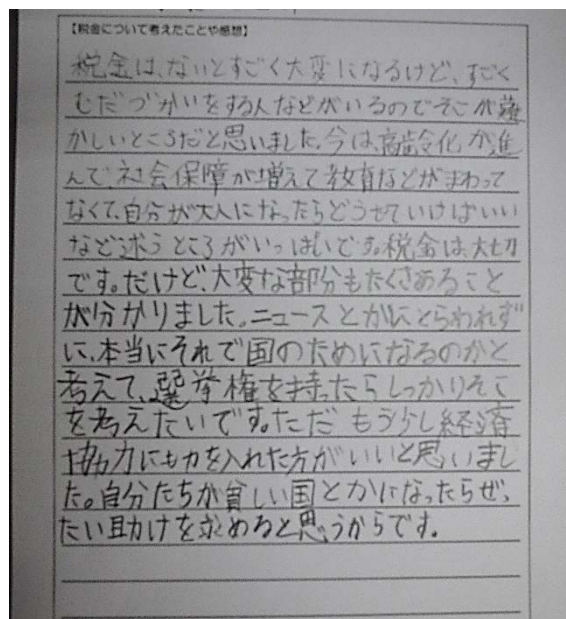 【税金について考えたことや感想】
税金は、ないとすごく大変になるけど、すごく
むだづかいをする人などがいるのでそこが難
かしいところだと思いました。今は、高齢化が進
んで、社会保障が増えて教育などがまわって
なくて、自分が大人になったらどうせていけばいい
など迷うところがいっぱいです。税金は、大切
です。だけど、大変な部分もたくさあること
が分かりました。ニュースとかにとらわれず
に、本当にそれで国のためになるのかと
考えて、選挙権を持ったらしっかりそこ
を考えたいです。ただもう少し経済
協力にも力を入れた方がいいと思いまし
た。自分たちが貧しい国とかになったらぜっ
たい助けを求めると思うからです。